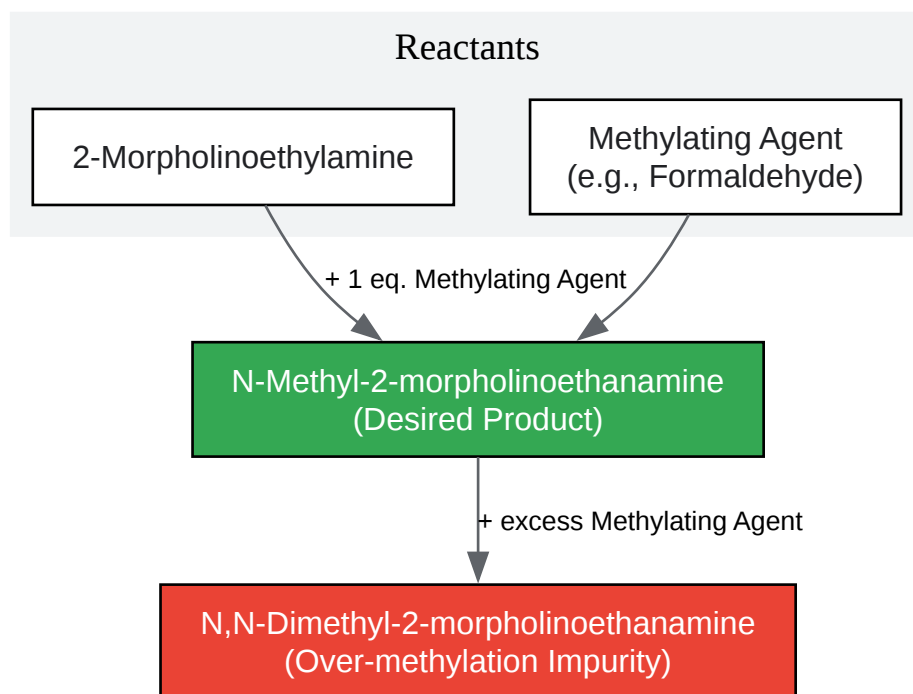 Reactants
2-Morpholinoethylamine
Methylating Agent
(e.g., Formaldehyde)
+ 1 eq. Methylating Agent
N-Methyl-2-morpholinoethanamine
(Desired Product)
+ excess Methylating Agent
N,N-Dimethyl-2-morpholinoethanamine
(Over-methylation Impurity)